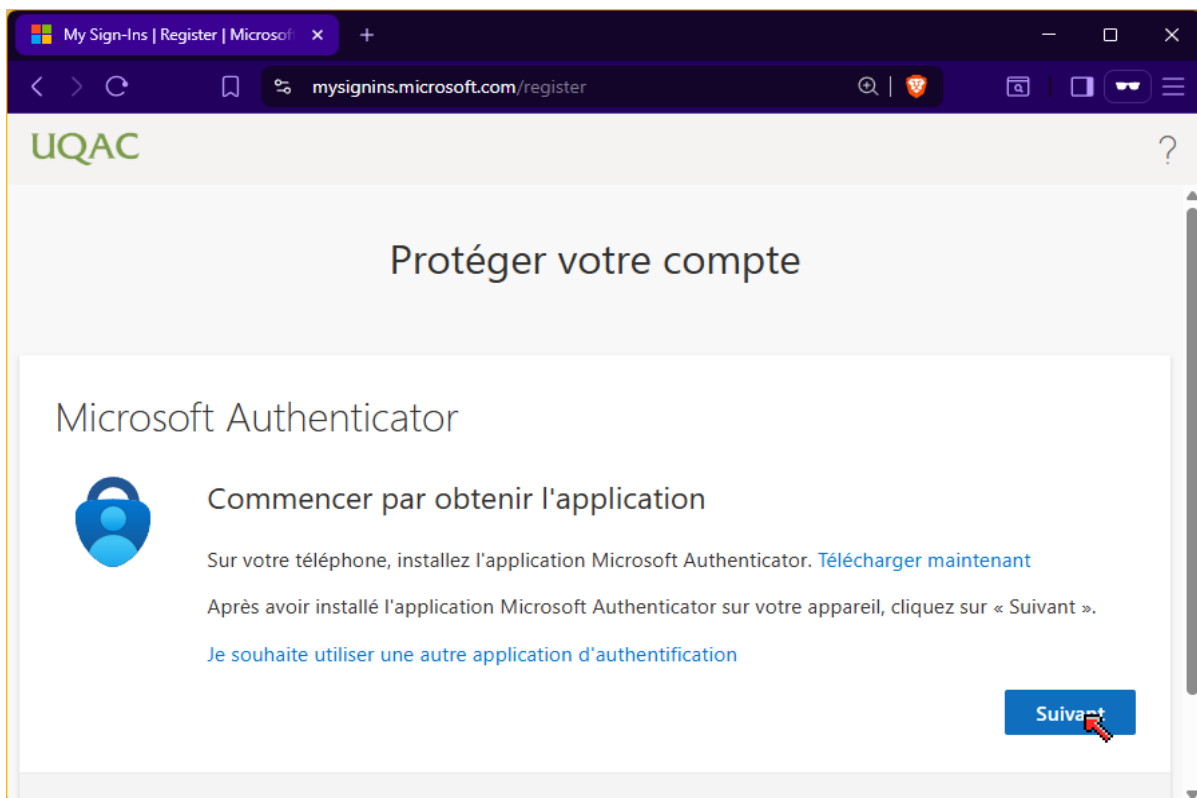 My Sign-Ins | Register | Microsof
mysignins.microsoft.com/register
UQAC
?
Protéger votre compte
Microsoft Authenticator
Commencer par obtenir l'application
Sur votre téléphone, installez l'application Microsoft Authenticator. Télécharger maintenant
Après avoir installé l'application Microsoft Authenticator sur votre appareil, cliquez sur « Suivant ».
Je souhaite utiliser une autre application d'authentification
Suivant